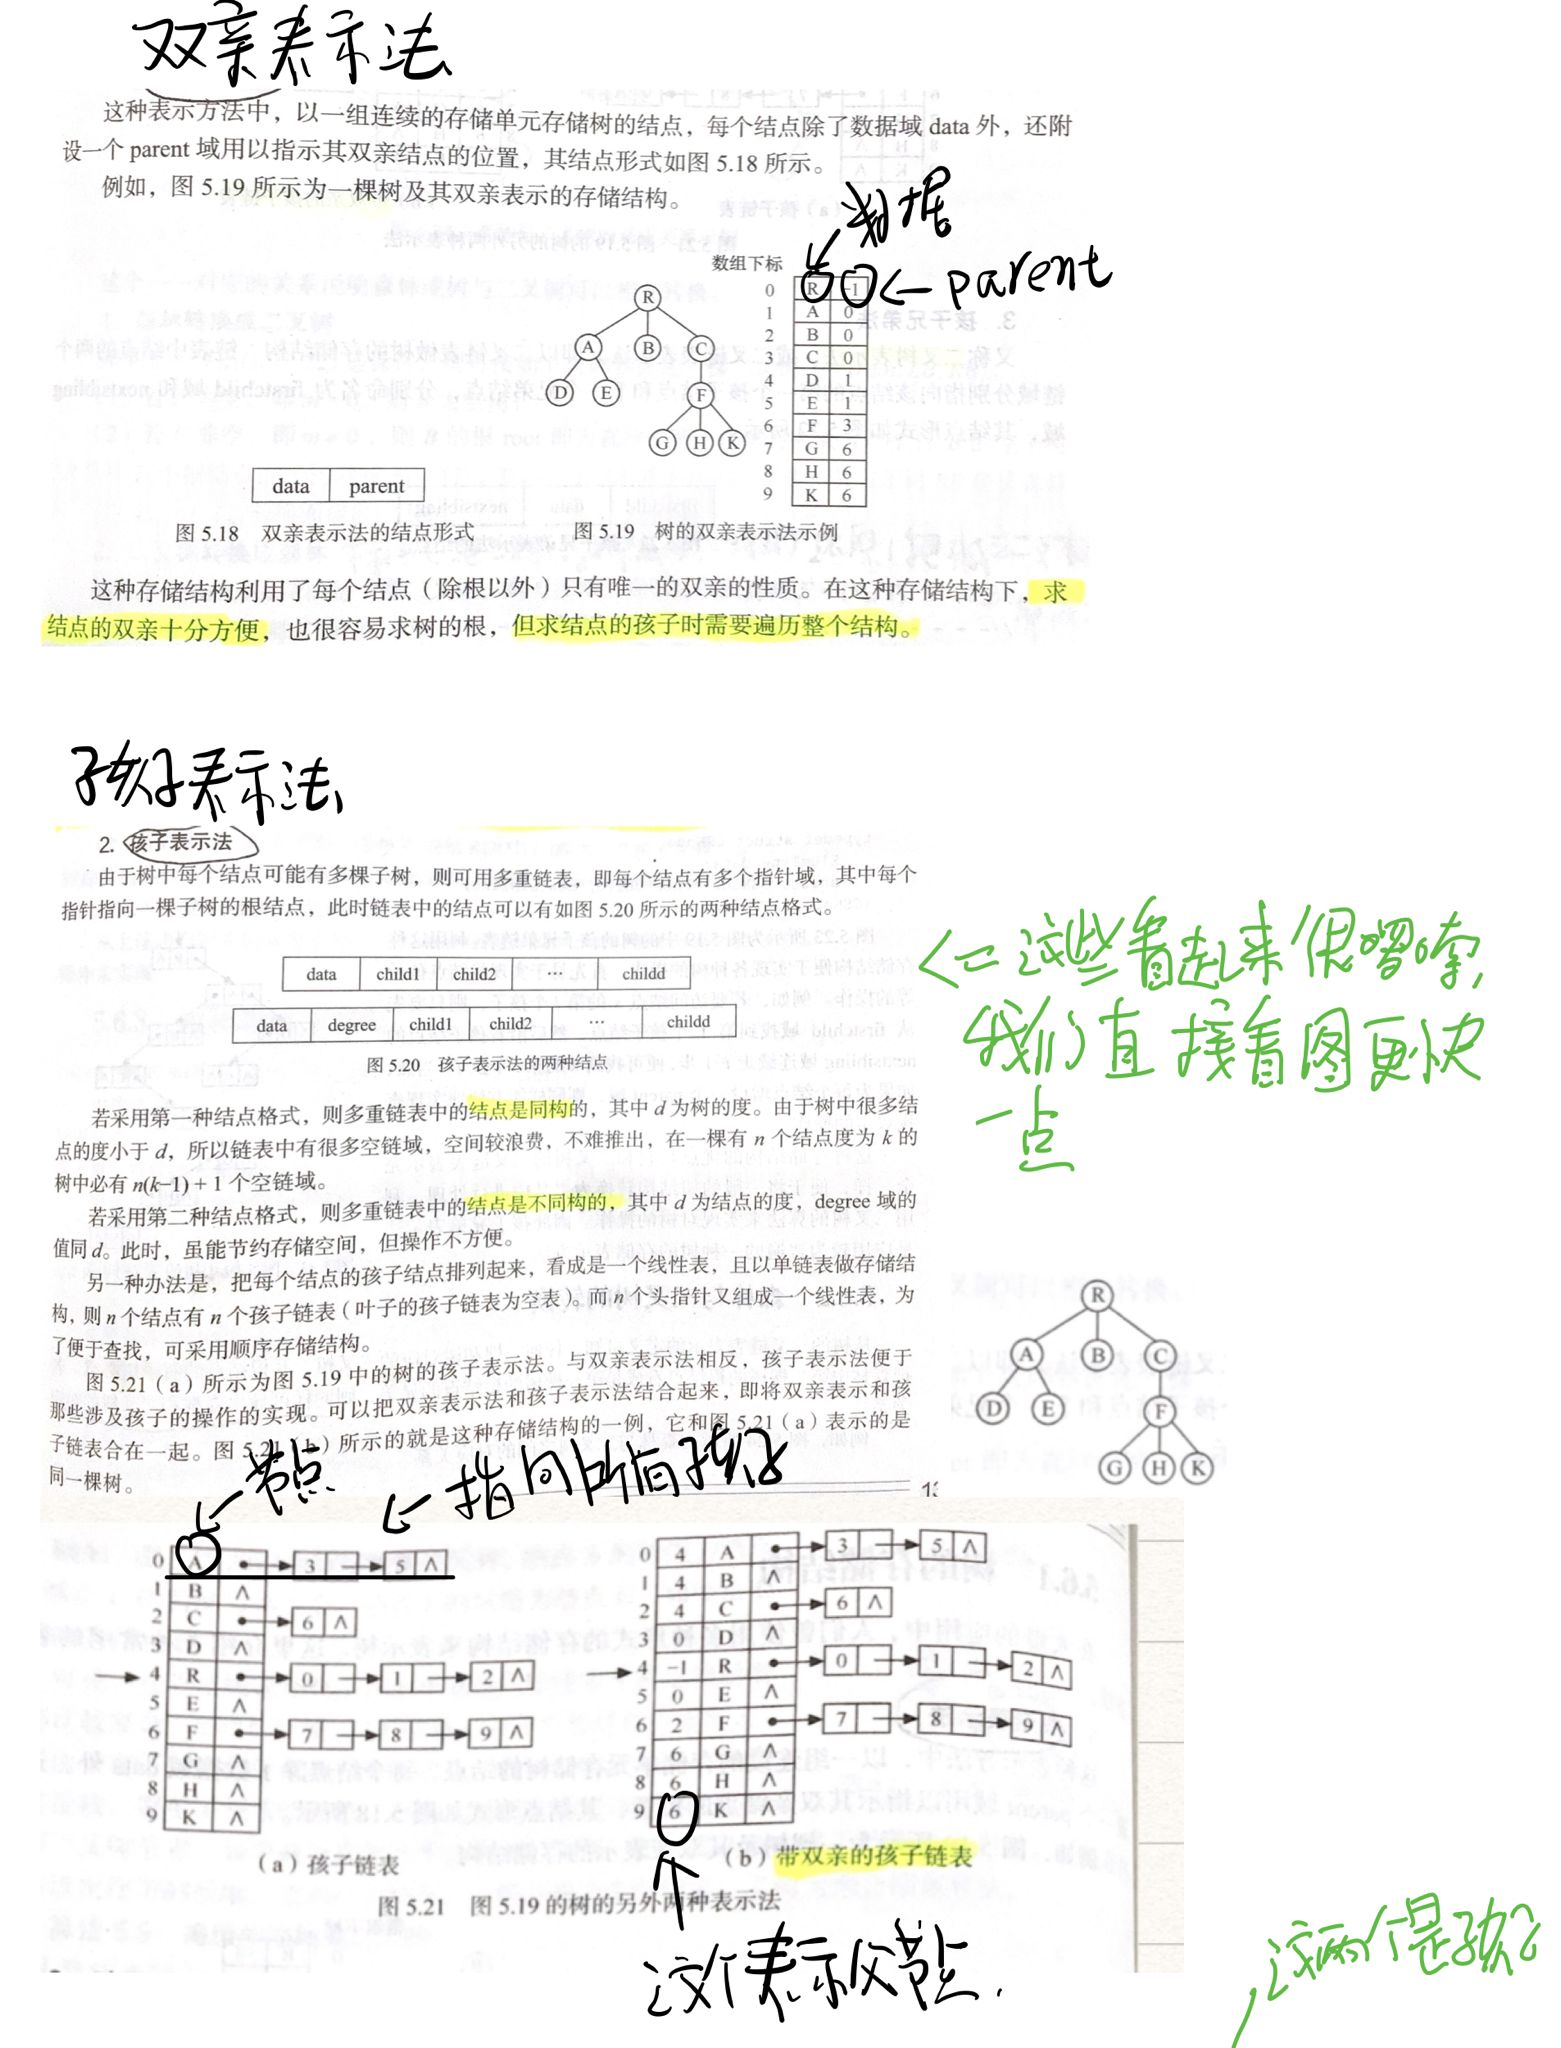 双亲表示法
这种表示方法中，以一组连续的存储单元存储树的结点，每个结点除了数据域 data 外，还附
设一个 parent 域用以指示其双亲结点的位置，其结点形式如图 5.18 所示。
例如，图 5.19 所示为一棵树及其双亲表示的存储结构。
数据
parent
数组下标
0 R -1
1 A 0
2 B 0
3 C 0
4 D 1
5 E 1
6 F 3
7 G 6
8 H 6
9 K 6
R
A B C
D E F
G H K
data parent
图 5.18 双亲表示法的结点形式
图 5.19 树的双亲表示法示例
这种存储结构利用了每个结点（除根以外）只有唯一的双亲的性质。在这种存储结构下，求
结点的双亲十分方便，也很容易求树的根，但求结点的孩子时需要遍历整个结构。
孩子表示法
2. 孩子表示法
由于树中每个结点可能有多棵子树，则可用多重链表，即每个结点有多个指针域，其中每个
指针指向一棵子树的根结点，此时链表中的结点可以有如图 5.20 所示的两种结点格式。
data child1 child2 … childd
data degree child1 child2 … childd
图 5.20 孩子表示法的两种结点
这些看起来很啰嗦,
我们直接看图更快
一点
若采用第一种结点格式，则多重链表中的结点是同构的，其中 d 为树的度。由于树中很多结
点的度小于 d，所以链表中有很多空链域，空间较浪费，不难推出，在一棵有 n 个结点度为 k 的
树中必有 n(k–1) + 1 个空链域。
若采用第二种结点格式，则多重链表中的结点是不同构的，其中 d 为结点的度，degree 域的
值同 d。此时，虽能节约存储空间，但操作不方便。
另一种办法是，把每个结点的孩子结点排列起来，看成是一个线性表，且以单链表做存储结
构，则 n 个结点有 n 个孩子链表（叶子的孩子链表为空表）。而 n 个头指针又组成一个线性表，为
了便于查找，可采用顺序存储结构。
图 5.21（a）所示为图 5.19 中的树的孩子表示法。与双亲表示法相反，孩子表示法便于
那些涉及孩子的操作的实现。可以把双亲表示法和孩子表示法结合起来，即将双亲表示和孩
子链表合在一起。图 5.21（b）所示的就是这种存储结构的一例，它和图 5.21（a）表示的是
同一棵树。
R
A B C
D E F
G H K
节点
指向所有孩子
0 A 3 5 ∧
1 B ∧
2 C 6 ∧
3 D ∧
4 R 0 1 2 ∧
5 E ∧
6 F 7 8 9 ∧
7 G ∧
8 H ∧
9 K ∧
（a）孩子链表
0 4 A 3 5 ∧
1 4 B ∧
2 4 C 6 ∧
3 0 D ∧
4 -1 R 0 1 2 ∧
5 0 E ∧
6 2 F 7 8 9 ∧
7 6 G ∧
8 6 H ∧
9 6 K ∧
（b）带双亲的孩子链表
图 5.21 图 5.19 的树的另外两种表示法
这个表示父节点.
这两个是孩子